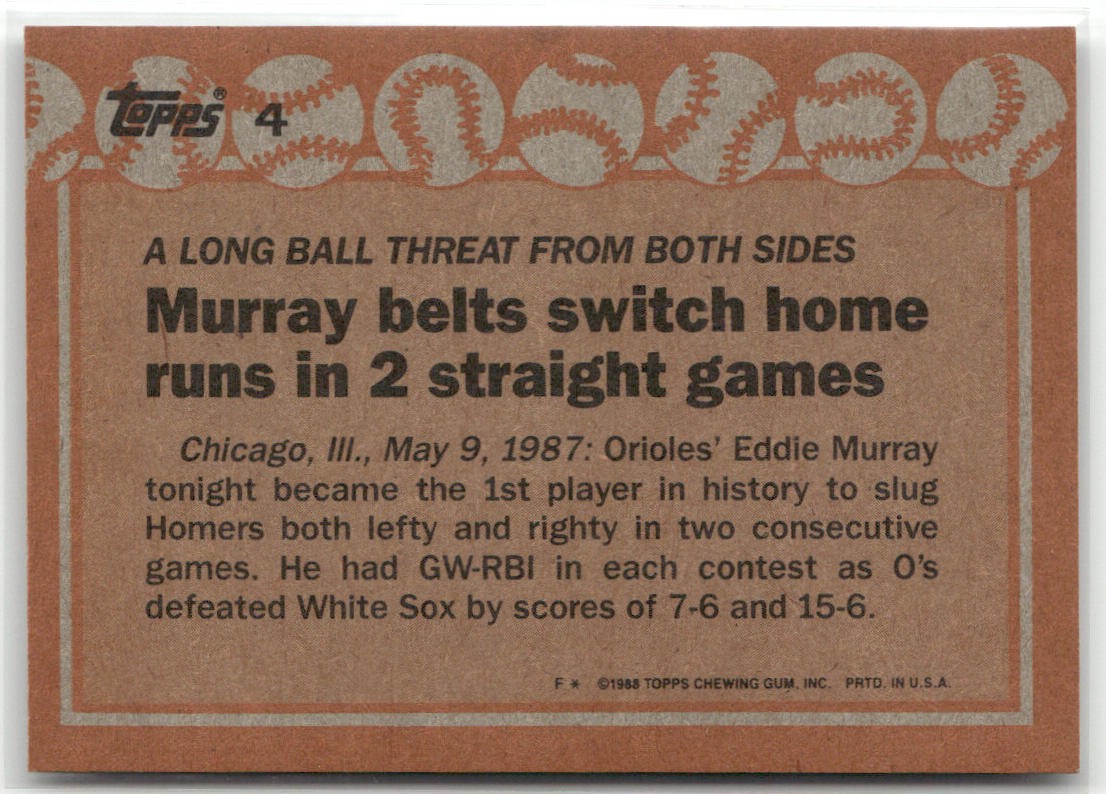 Topps® 4
A LONG BALL THREAT FROM BOTH SIDES
Murray belts switch home
runs in 2 straight games
Chicago, Ill., May 9, 1987: Orioles' Eddie Murray
tonight became the 1st player in history to slug
Homers both lefty and righty in two consecutive
games. He had GW-RBI in each contest as O's
defeated White Sox by scores of 7-6 and 15-6.
F * ©1988 TOPPS CHEWING GUM, INC. PRTD. IN U.S.A.